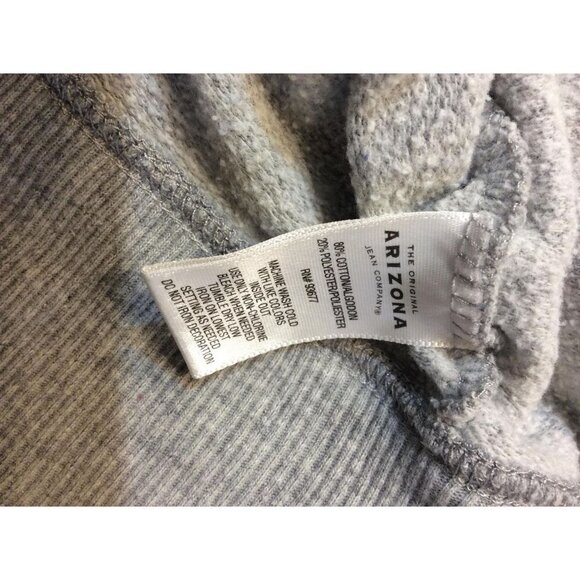 THE ORIGINAL
ARIZONA
JEAN COMPANY®
80% COTTON/ALGODON
20% POLYESTER/POLIESTER
RN# 93677
MACHINE WASH COLD
WITH LIKE COLORS
INSIDE OUT
USE ONLY NON-CHLORINE
BLEACH WHEN NEEDED
TUMBLE DRY LOW
IRON ON LOWEST
SETTING AS NEEDED
DO NOT IRON DECORATION